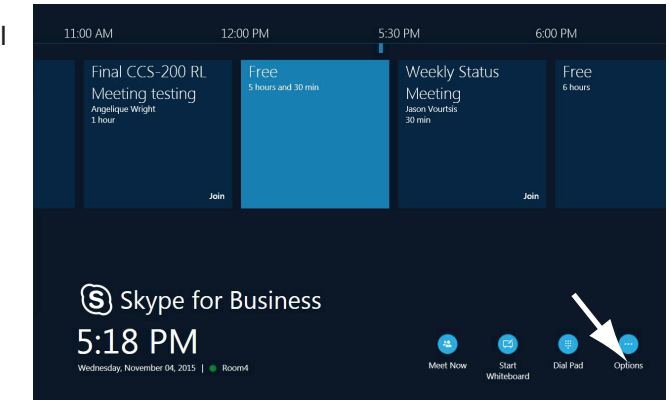 l
11:00 AM 12:00 PM 5:30 PM 6:00 PM
Final CCS-200 RL
Meeting testing
Angelique Wright
1 hour
Join
Free
5 hours and 30 min
Weekly Status
Meeting
Jason Vourtsis
30 min
Join
Free
6 hours
S Skype for Business
5:18 PM
Wednesday, November 04, 2015 | Room4
Meet Now
Start
Whiteboard
Dial Pad
Options